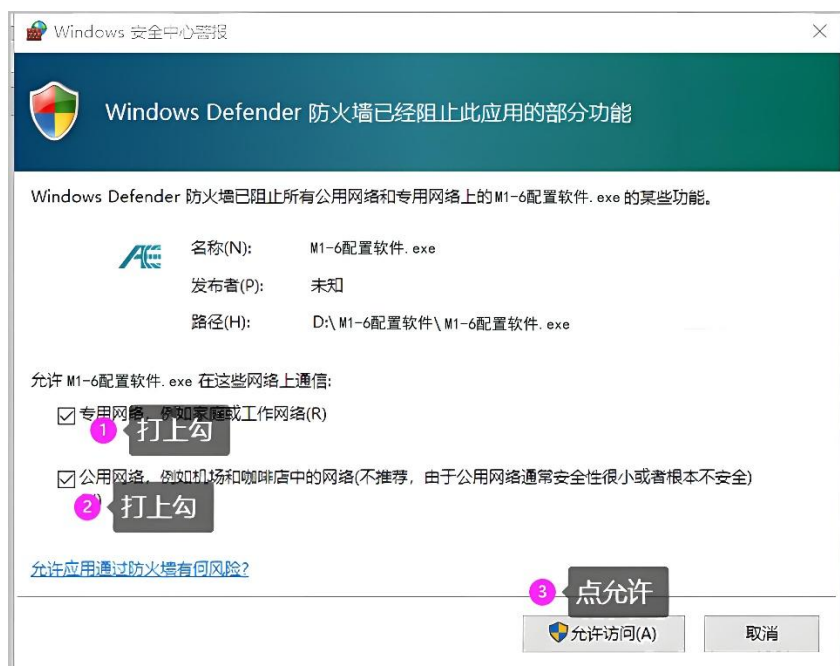 Windows 安全中心警报
Windows Defender 防火墙已经阻止此应用的部分功能
Windows Defender 防火墙已阻止所有公用网络和专用网络上的M1-6配置软件.exe的某些功能。
名称(N): M1-6配置软件.exe
发布者(P): 未知
路径(H): D:\M1-6配置软件\M1-6配置软件.exe
允许 M1-6配置软件.exe 在这些网络上通信:
专用网络，例如家庭或工作网络(R)
1 打上勾
公用网络，例如机场和咖啡店中的网络(不推荐，由于公用网络通常安全性很小或者根本不安全)
2 打上勾
允许应用通过防火墙有何风险?
3 点允许
允许访问(A) 取消